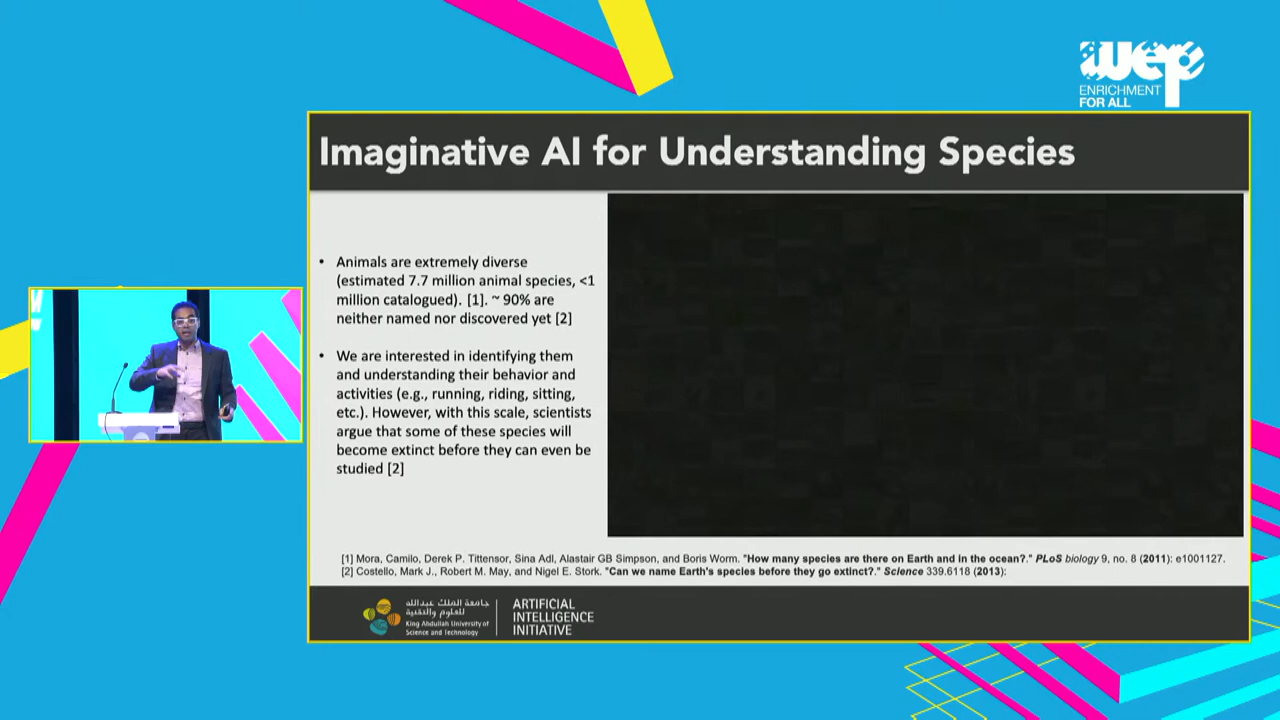 wep
ENRICHMENT
FOR ALL
Imaginative AI for Understanding Species
• Animals are extremely diverse
(estimated 7.7 million animal species, <1
million catalogued). [1]. ~ 90% are
neither named nor discovered yet [2]
• We are interested in identifying them
and understanding their behavior and
activities (e.g., running, riding, sitting,
etc.). However, with this scale, scientists
argue that some of these species will
become extinct before they can even be
studied [2]
[1] Mora, Camilo, Derek P. Tittensor, Sina Adl, Alastair GB Simpson, and Boris Worm. "How many species are there on Earth and in the ocean?." PLoS biology 9, no. 8 (2011): e1001127.
[2] Costello, Mark J., Robert M. May, and Nigel E. Stork. "Can we name Earth's species before they go extinct?." Science 339.6118 (2013):
جامعة الملك عبدالله
للعلوم والتقنية
King Abdullah University of
Science and Technology
ARTIFICIAL
INTELLIGENCE
INITIATIVE